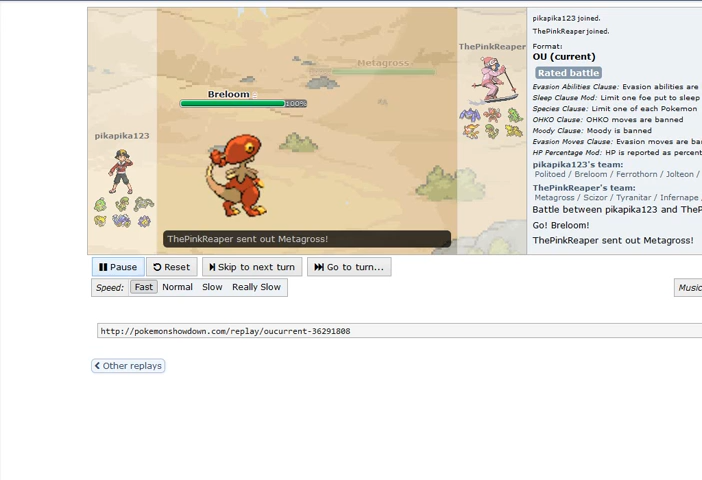 pikapika123 joined.
ThePinkReaper joined.
Format:
OU (current)
Rated battle
Evasion Abilities Clause: Evasion abilities are
Sleep Clause Mod: Limit one foe put to sleep
Species Clause: Limit one of each Pokemon
OHKO Clause: OHKO moves are banned
Moody Clause: Moody is banned
Evasion Moves Clause: Evasion moves are ba
HP Percentage Mod: HP is reported as percent
pikapika123's team:
Politoed / Breloom / Ferrothorn / Jolteon /
ThePinkReaper's team:
Metagross / Scizor / Tyranitar / Infernape /
Battle between pikapika123 and TheP
Go! Breloom!
ThePinkReaper sent out Metagross!
ThePinkReaper
Metagross
Breloom
100%
pikapika123
ThePinkReaper sent out Metagross!
Pause
Reset
Skip to next turn
Go to turn...
Speed:
Fast
Normal
Slow
Really Slow
Music
http://pokemonshowdown.com/replay/oucurrent-36291808
Other replays